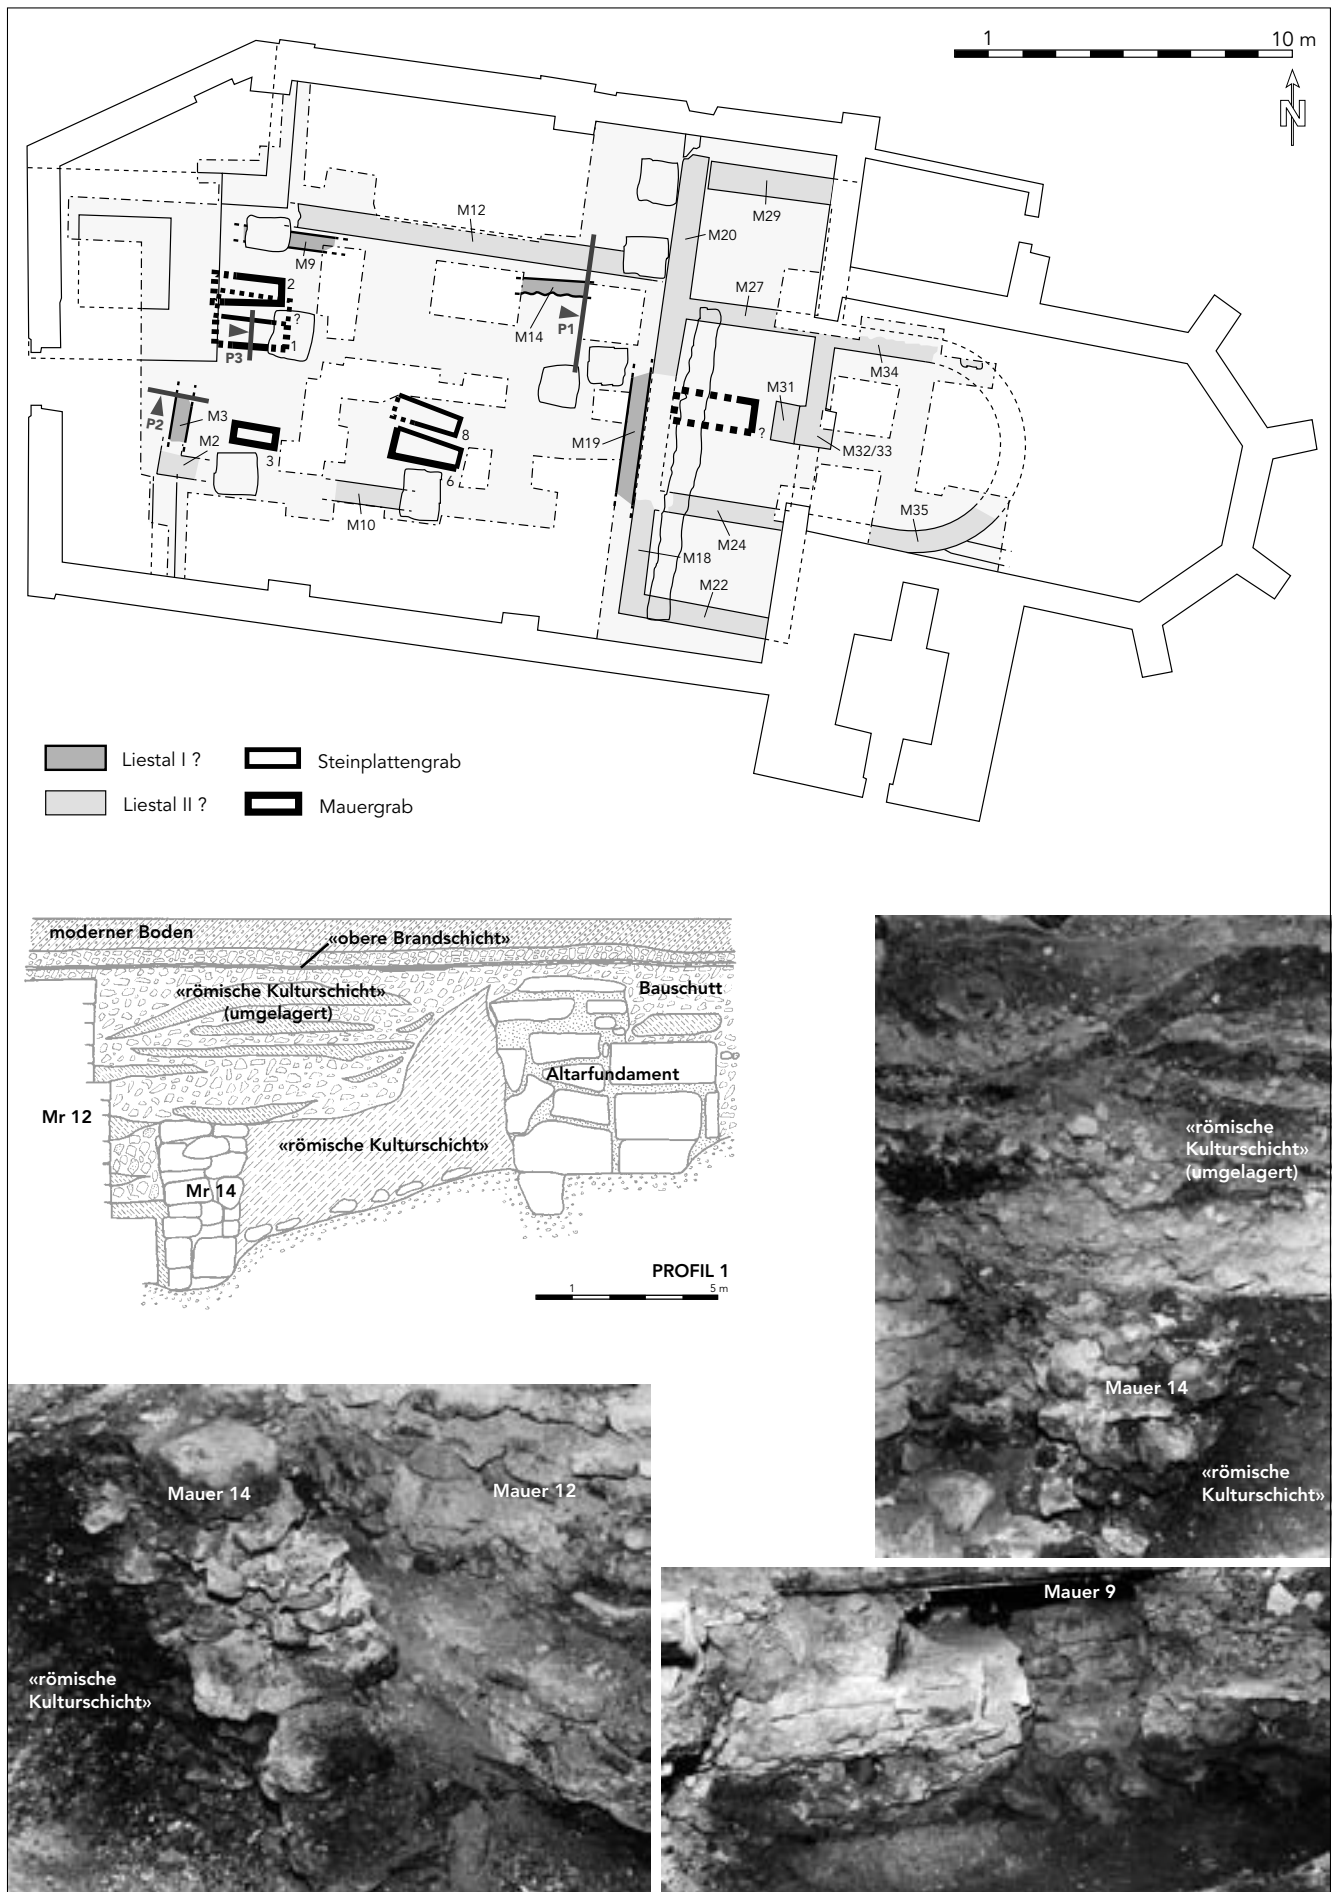 1
10 m
N
M12
M29
M20
M9
M27
2
M14
P1
?
M34
1
P3
M31
M3
P2
M2
8
M19
?
M32/33
3
6
M10
M35
M24
M18
M22
Liestal I ?
Steinplattengrab
Liestal II ?
Mauergrab
moderner Boden
«obere Brandschicht»
«römische Kulturschicht»
(umgelagert)
Bauschutt
Altarfundament
Mr 12
«römische Kulturschicht»
Mr 14
PROFIL 1
1
5 m
«römische
Kulturschicht»
(umgelagert)
Mauer 14
«römische
Kulturschicht»
Mauer 14
Mauer 12
«römische
Kulturschicht»
Mauer 9